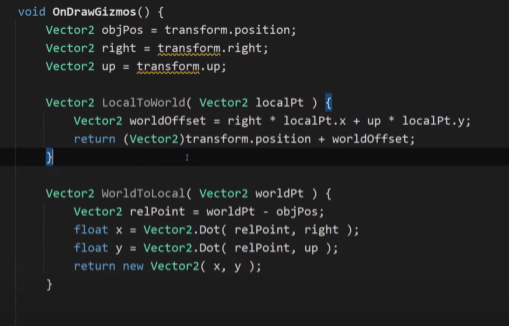 void OnDrawGizmos() {
Vector2 objPos = transform.position;
Vector2 right = transform.right;
Vector2 up = transform.up;
Vector2 LocalToWorld( Vector2 localPt ) {
Vector2 worldOffset = right * localPt.x + up * localPt.y;
return (Vector2)transform.position + worldOffset;
}
Vector2 WorldToLocal( Vector2 worldPt ) {
Vector2 relPoint = worldPt - objPos;
float x = Vector2.Dot( relPoint, right );
float y = Vector2.Dot( relPoint, up );
return new Vector2( x, y );
}